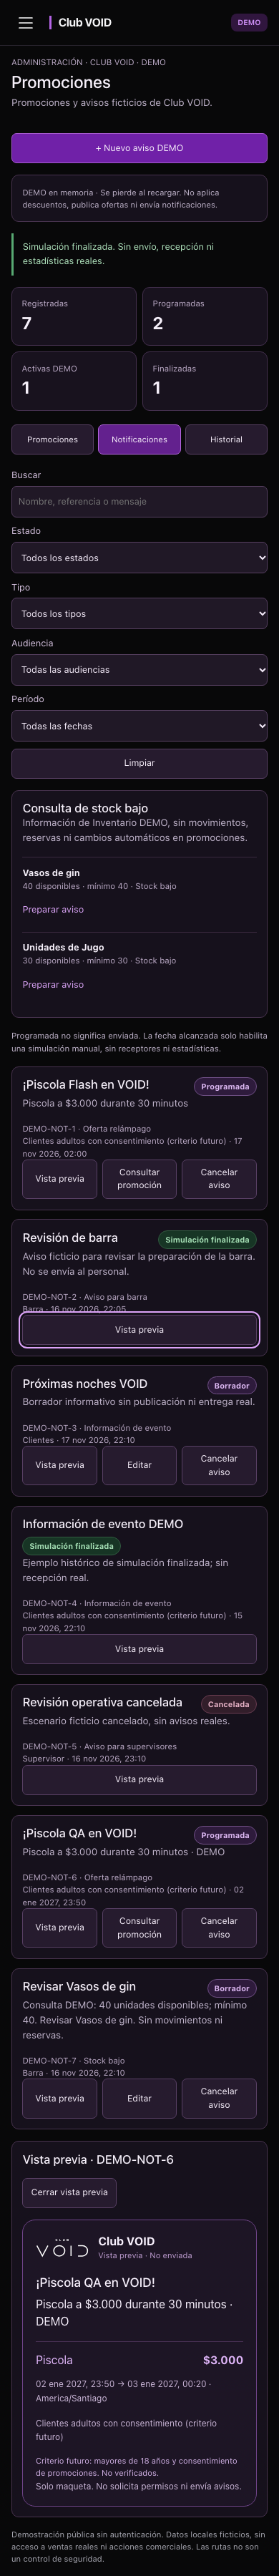 Club VOID
DEMO
ADMINISTRACIÓN · CLUB VOID · DEMO
Promociones
Promociones y avisos ficticios de Club VOID.
+ Nuevo aviso DEMO
DEMO en memoria · Se pierde al recargar. No aplica
descuentos, publica ofertas ni envía notificaciones.
Simulación finalizada. Sin envío, recepción ni
estadísticas reales.
Registradas
7
Programadas
2
Activas DEMO
1
Finalizadas
1
Promociones
Notificaciones
Historial
Buscar
Nombre, referencia o mensaje
Estado
Todos los estados
Tipo
Todos los tipos
Audiencia
Todas las audiencias
Período
Todas las fechas
Limpiar
Consulta de stock bajo
Información de Inventario DEMO, sin movimientos,
reservas ni cambios automáticos en promociones.
Vasos de gin
40 disponibles · mínimo 40 · Stock bajo
Preparar aviso
Unidades de Jugo
30 disponibles · mínimo 30 · Stock bajo
Preparar aviso
Programada no significa enviada. La fecha alcanzada solo habilita
una simulación manual, sin receptores ni estadísticas.
¡Piscola Flash en VOID!
Programada
Piscola a $3.000 durante 30 minutos
DEMO-NOT-1 · Oferta relámpago
Clientes adultos con consentimiento (criterio futuro) · 17
nov 2026, 02:00
Vista previa
Consultar
promoción
Cancelar
aviso
Revisión de barra
Simulación finalizada
Aviso ficticio para revisar la preparación de la barra.
No se envía al personal.
DEMO-NOT-2 · Aviso para barra
Barra · 16 nov 2026, 22:05
Vista previa
Próximas noches VOID
Borrador
Borrador informativo sin publicación ni entrega real.
DEMO-NOT-3 · Información de evento
Clientes · 17 nov 2026, 22:10
Vista previa
Editar
Cancelar
aviso
Información de evento DEMO
Simulación finalizada
Ejemplo histórico de simulación finalizada; sin
recepción real.
DEMO-NOT-4 · Información de evento
Clientes adultos con consentimiento (criterio futuro) · 15
nov 2026, 22:10
Vista previa
Revisión operativa cancelada
Cancelada
Escenario ficticio cancelado, sin avisos reales.
DEMO-NOT-5 · Aviso para supervisores
Supervisor · 16 nov 2026, 23:10
Vista previa
¡Piscola QA en VOID!
Programada
Piscola a $3.000 durante 30 minutos · DEMO
DEMO-NOT-6 · Oferta relámpago
Clientes adultos con consentimiento (criterio futuro) · 02
ene 2027, 23:50
Vista previa
Consultar
promoción
Cancelar
aviso
Revisar Vasos de gin
Borrador
Consulta DEMO: 40 unidades disponibles; mínimo
40. Revisar Vasos de gin. Sin movimientos ni
reservas.
DEMO-NOT-7 · Stock bajo
Barra · 16 nov 2026, 22:10
Vista previa
Editar
Cancelar
aviso
Vista previa · DEMO-NOT-6
Cerrar vista previa
CLUB
VOID
Club VOID
Vista previa · No enviada
¡Piscola QA en VOID!
Piscola a $3.000 durante 30 minutos ·
DEMO
Piscola
$3.000
02 ene 2027, 23:50 → 03 ene 2027, 00:20 ·
America/Santiago
Clientes adultos con consentimiento (criterio
futuro)
Criterio futuro: mayores de 18 años y consentimiento
de promociones. No verificados.
Solo maqueta. No solicita permisos ni envía avisos.
Demostración pública sin autenticación. Datos locales ficticios, sin
acceso a ventas reales ni acciones comerciales. Las rutas no son
un control de seguridad.